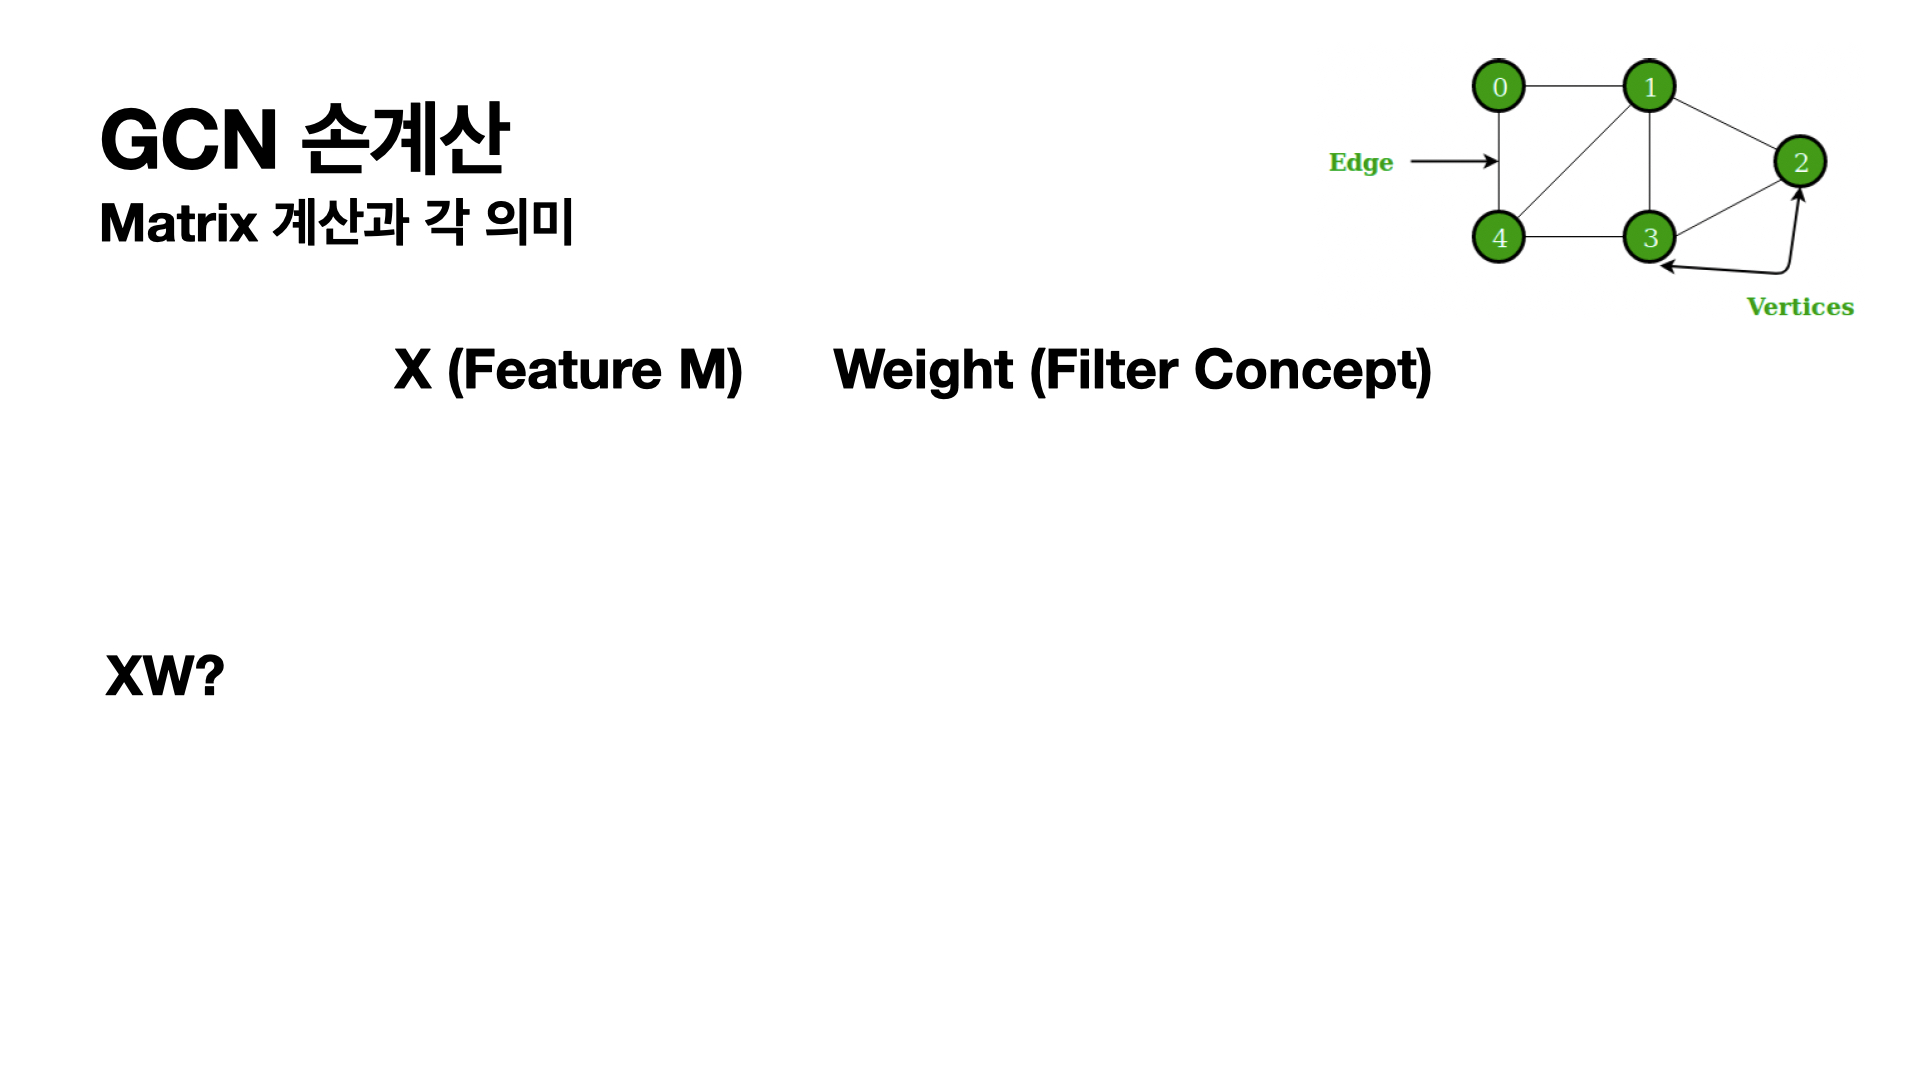 GCN 손계산
Matrix 계산과 각 의미
0
1
Edge
2
4
3
Vertices
X (Feature M)
Weight (Filter Concept)
XW?